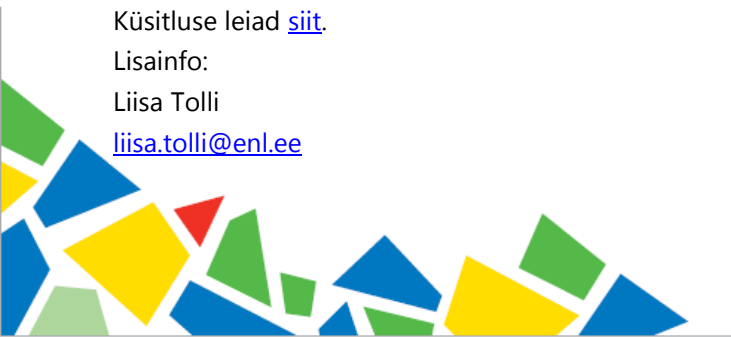 Küsitluse leiad siit.
Lisainfo:
Liisa Tolli
liisa.tolli@enl.ee